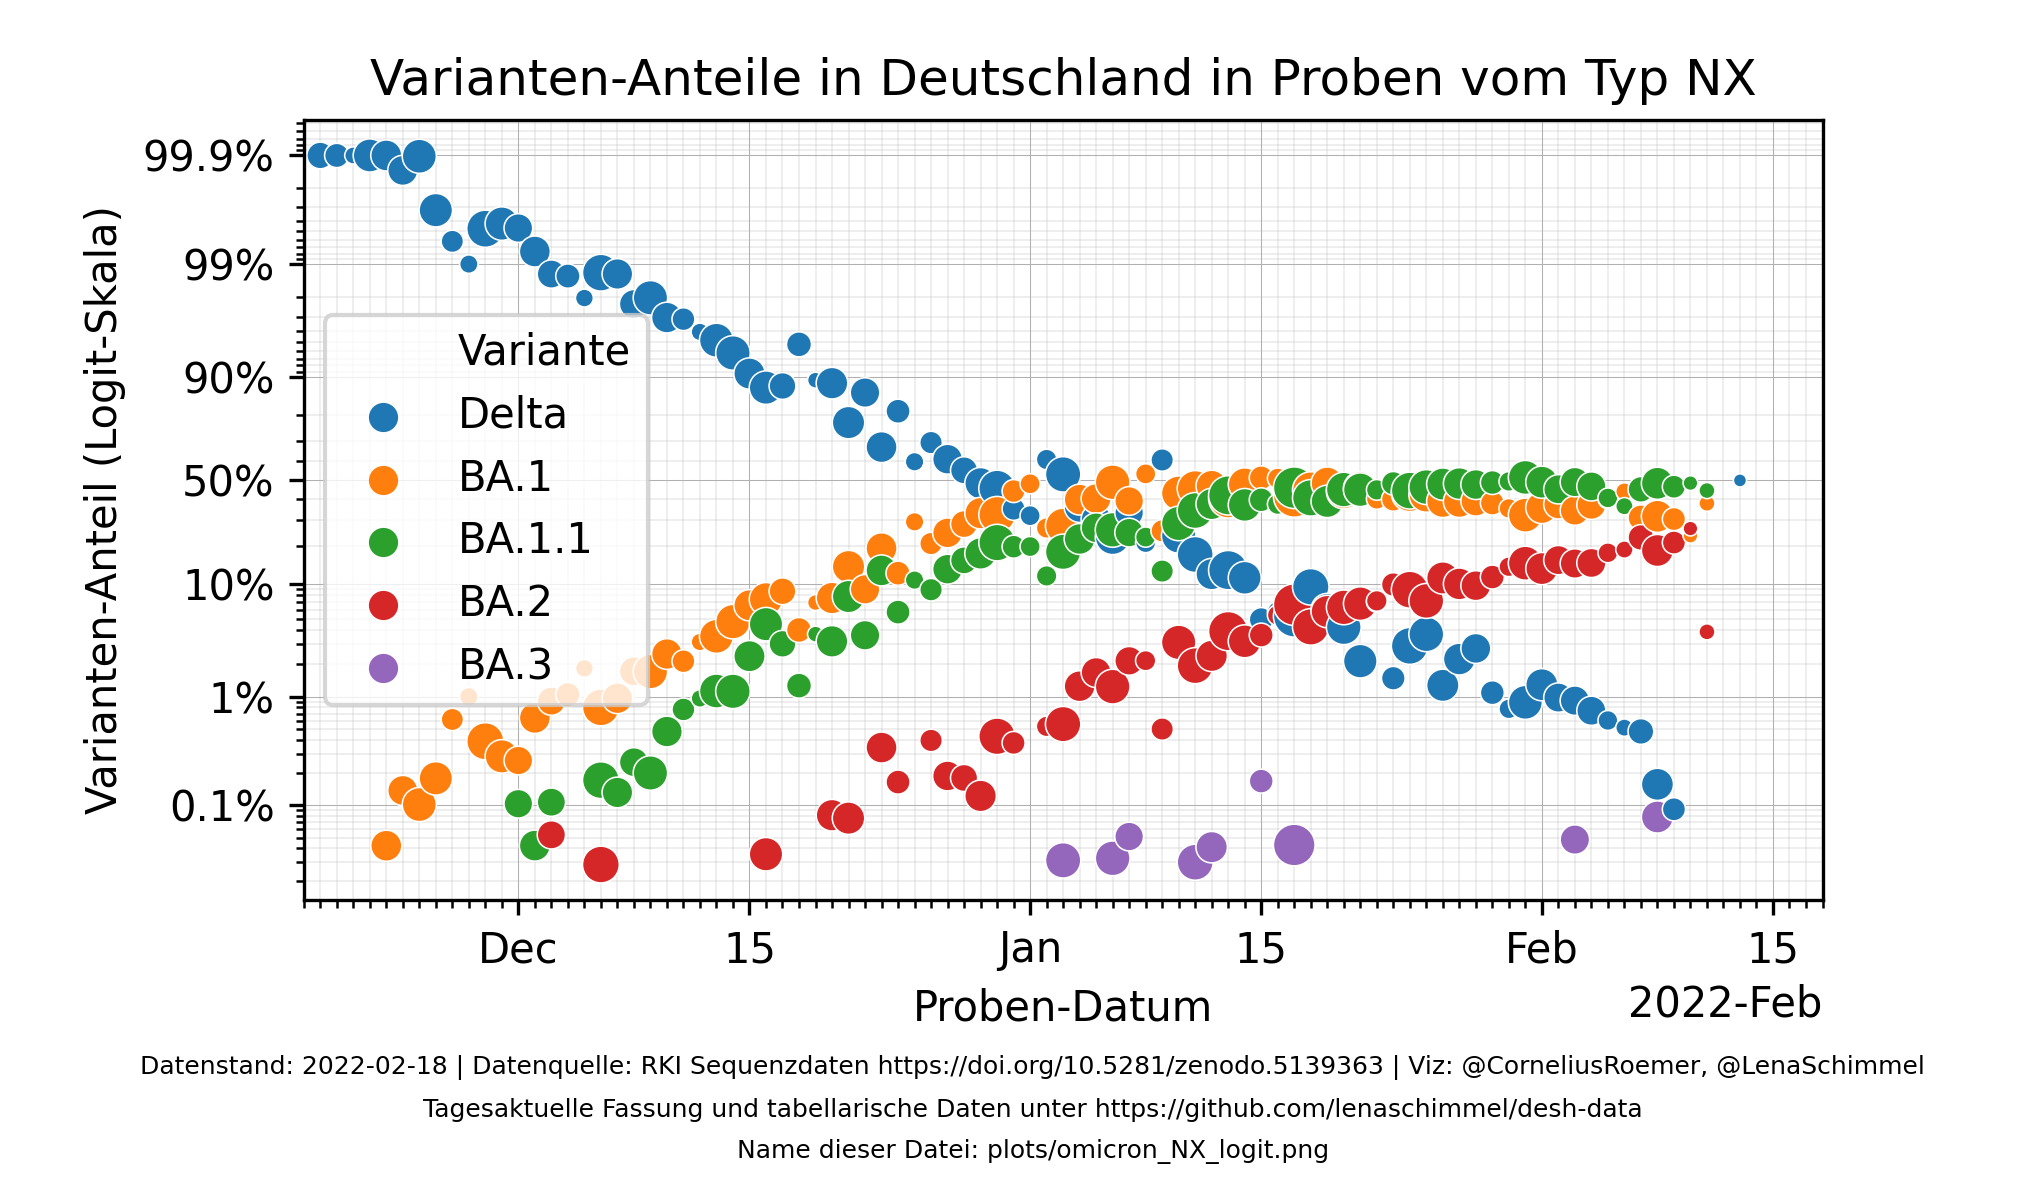 Varianten-Anteile in Deutschland in Proben vom Typ NX
Varianten-Anteil (Logit-Skala)
99.9%
99%
90%
50%
10%
1%
0.1%
Variante
Delta
BA.1
BA.1.1
BA.2
BA.3
Dec
15
Jan
15
Feb
15
Proben-Datum
2022-Feb
Datenstand: 2022-02-18 | Datenquelle: RKI Sequenzdaten https://doi.org/10.5281/zenodo.5139363 | Viz: @CorneliusRoemer, @LenaSchimmel
Tagesaktuelle Fassung und tabellarische Daten unter https://github.com/lenaschimmel/desh-data
Name dieser Datei: plots/omicron_NX_logit.png